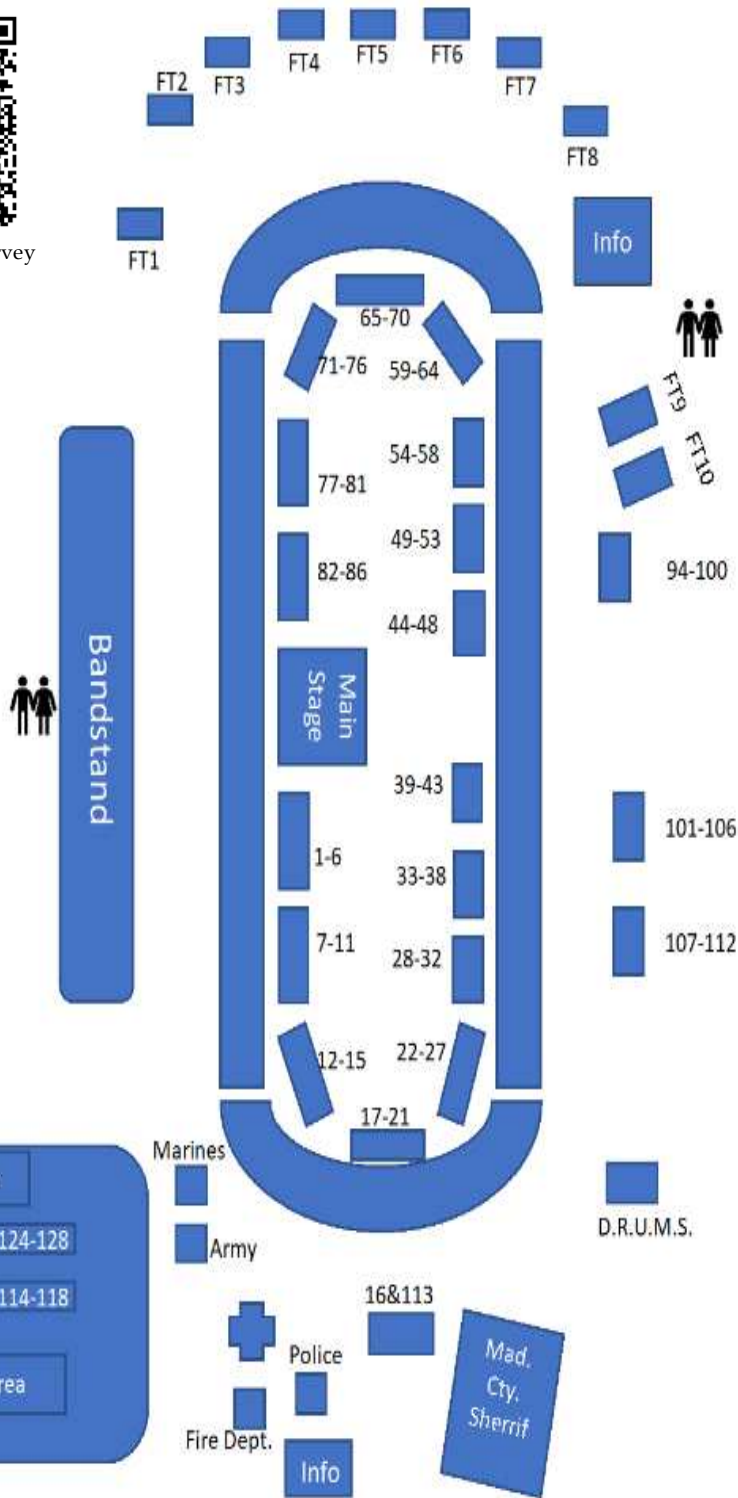 FT4
FT5
FT6
FT3
FT7
FT2
FT8
rvey
FT1
Info
65-70
71-76
59-64
FT9
FT10
54-58
77-81
49-53
82-86
94-100
44-48
Bandstand
Main
Stage
39-43
101-106
1-6
33-38
7-11
107-112
28-32
12-15
22-27
17-21
Marines
124-128
Army
D.R.U.M.S.
114-118
16&113
Police
Mad.
Cty.
Sherrif
rea
Fire Dept.
Info